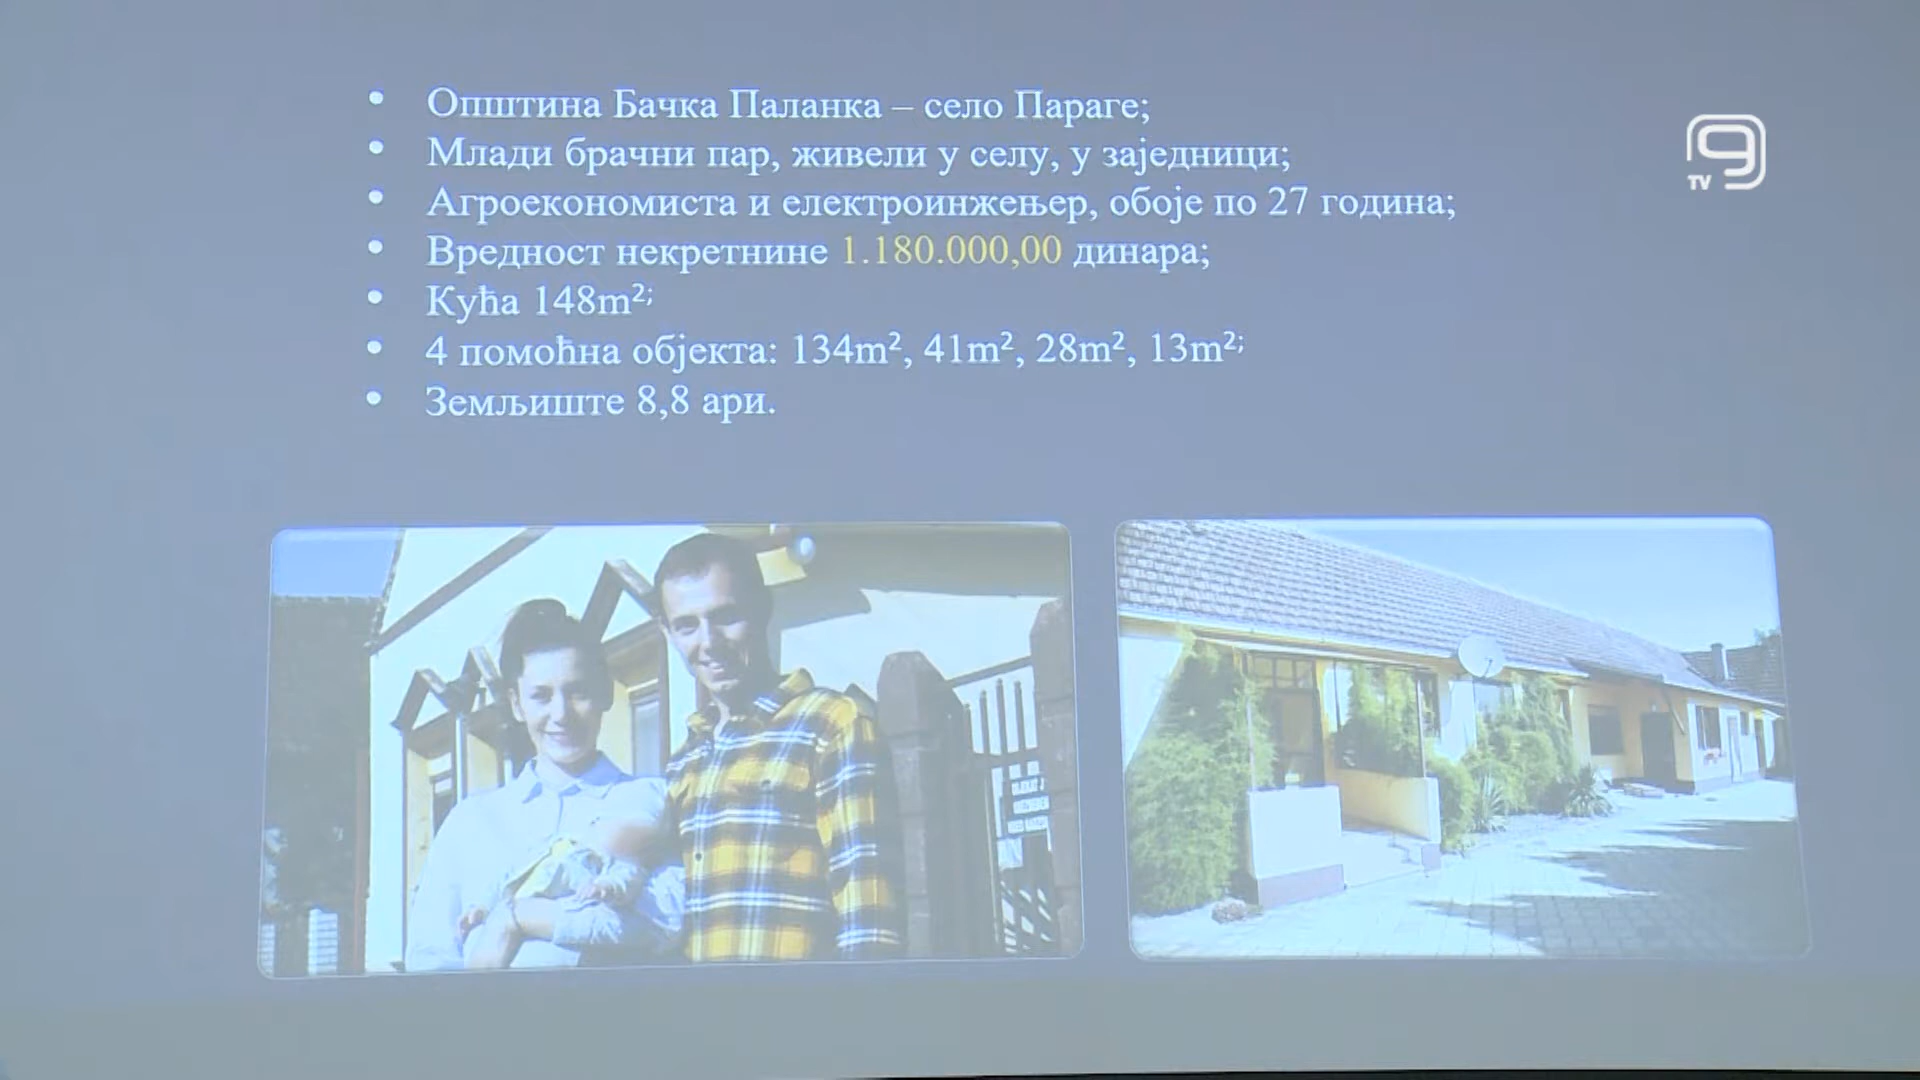 • Општина Бачка Паланка – село Параге;
• Млади брачни пар, живели у селу, у заједници;
• Агроекономиста и електроинжењер, обоје по 27 година;
• Вредност некретнине 1.180.000,00 динара;
• Кућа 148m²;
• 4 помоћна објекта: 134m², 41m², 28m², 13m²;
• Земљиште 8,8 ари.
9
TV